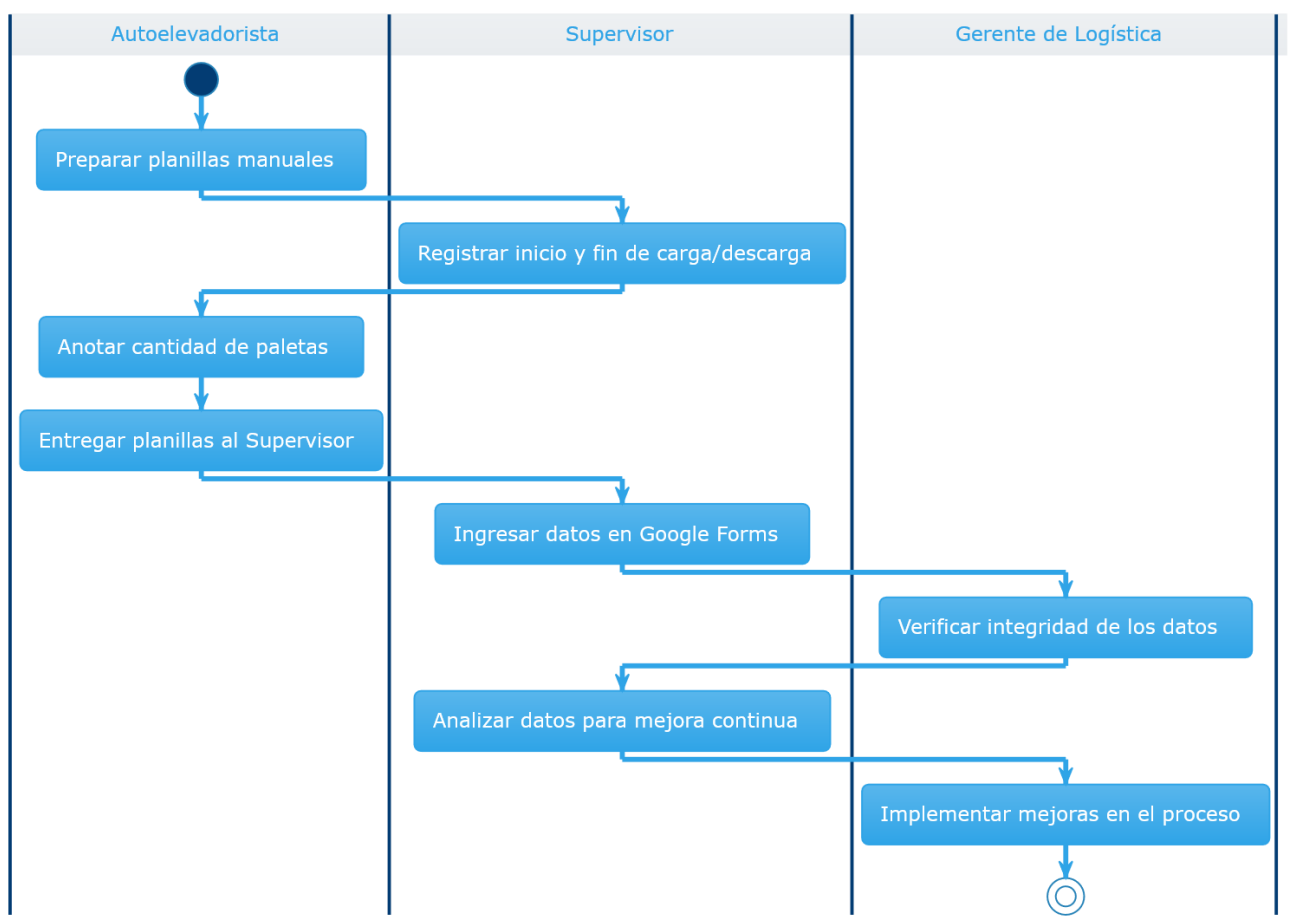 Autoelevadorista
Supervisor
Gerente de Logística
Preparar planillas manuales
Registrar inicio y fin de carga/descarga
Anotar cantidad de paletas
Entregar planillas al Supervisor
Ingresar datos en Google Forms
Verificar integridad de los datos
Analizar datos para mejora continua
Implementar mejoras en el proceso